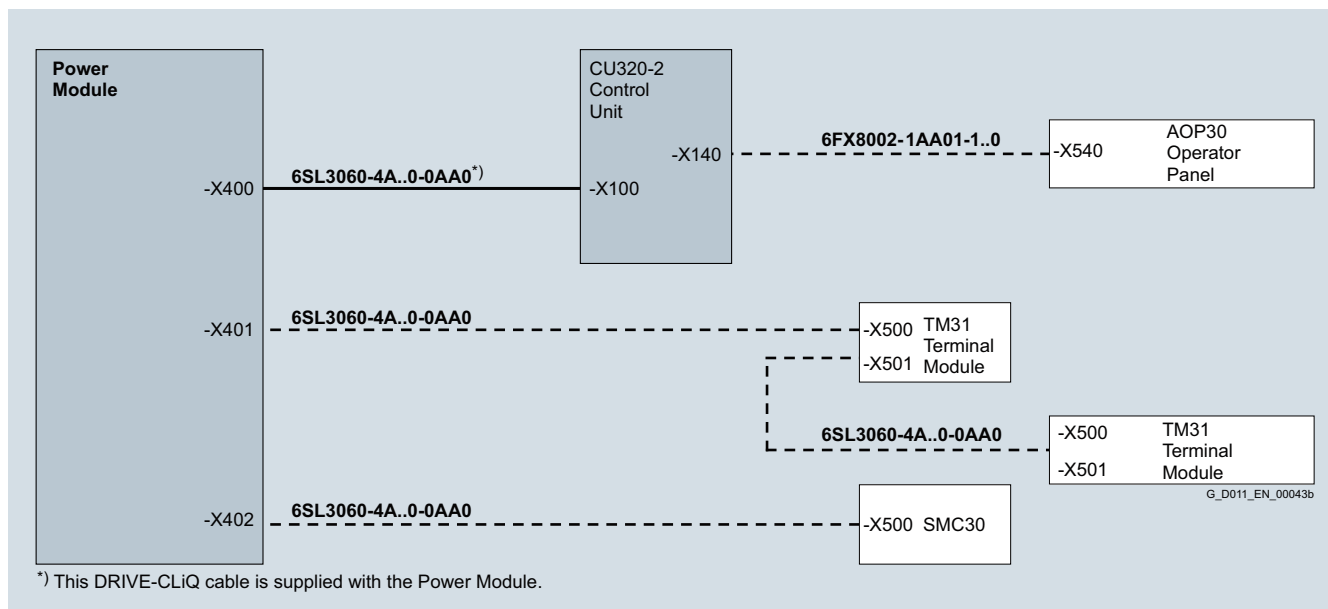 Power
Module
-X400
6SL3060-4A..0-0AA0*)
CU320-2
Control
Unit
-X140
-X100
6FX8002-1AA01-1..0
-X540
AOP30
Operator
Panel
-X401
6SL3060-4A..0-0AA0
-X500 TM31
Terminal
-X501 Module
6SL3060-4A..0-0AA0
-X500 TM31
Terminal
-X501 Module
G_D011_EN_00043b
-X402
6SL3060-4A..0-0AA0
-X500 SMC30
*) This DRIVE-CLiQ cable is supplied with the Power Module.